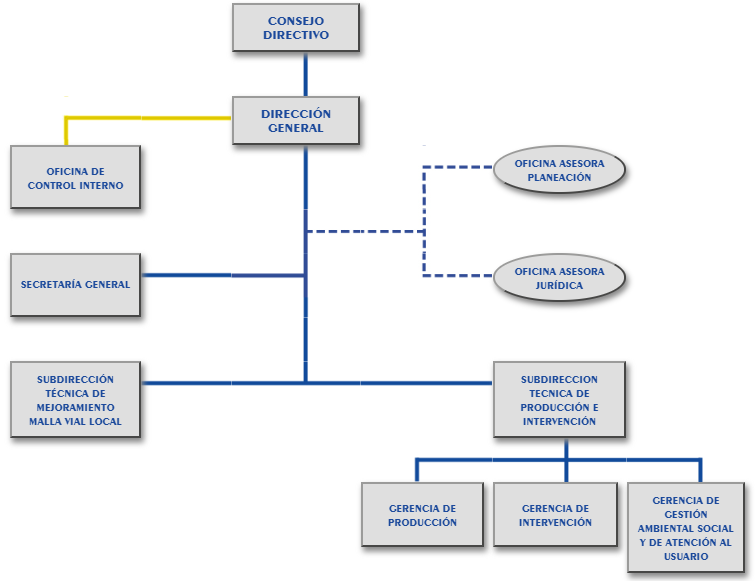 CONSEJO
DIRECTIVO
DIRECCIÓN
GENERAL
OFICINA DE
CONTROL INTERNO
OFICINA ASESORA
PLANEACIÓN
SECRETARÍA GENERAL
OFICINA ASESORA
JURÍDICA
SUBDIRECCIÓN
TÉCNICA DE
MEJORAMIENTO
MALLA VIAL LOCAL
SUBDIRECCION
TECNICA DE
PRODUCCIÓN E
INTERVENCIÓN
GERENCIA DE
PRODUCCIÓN
GERENCIA DE
INTERVENCIÓN
GERENCIA DE
GESTIÓN
AMBIENTAL SOCIAL
Y DE ATENCIÓN AL
USUARIO